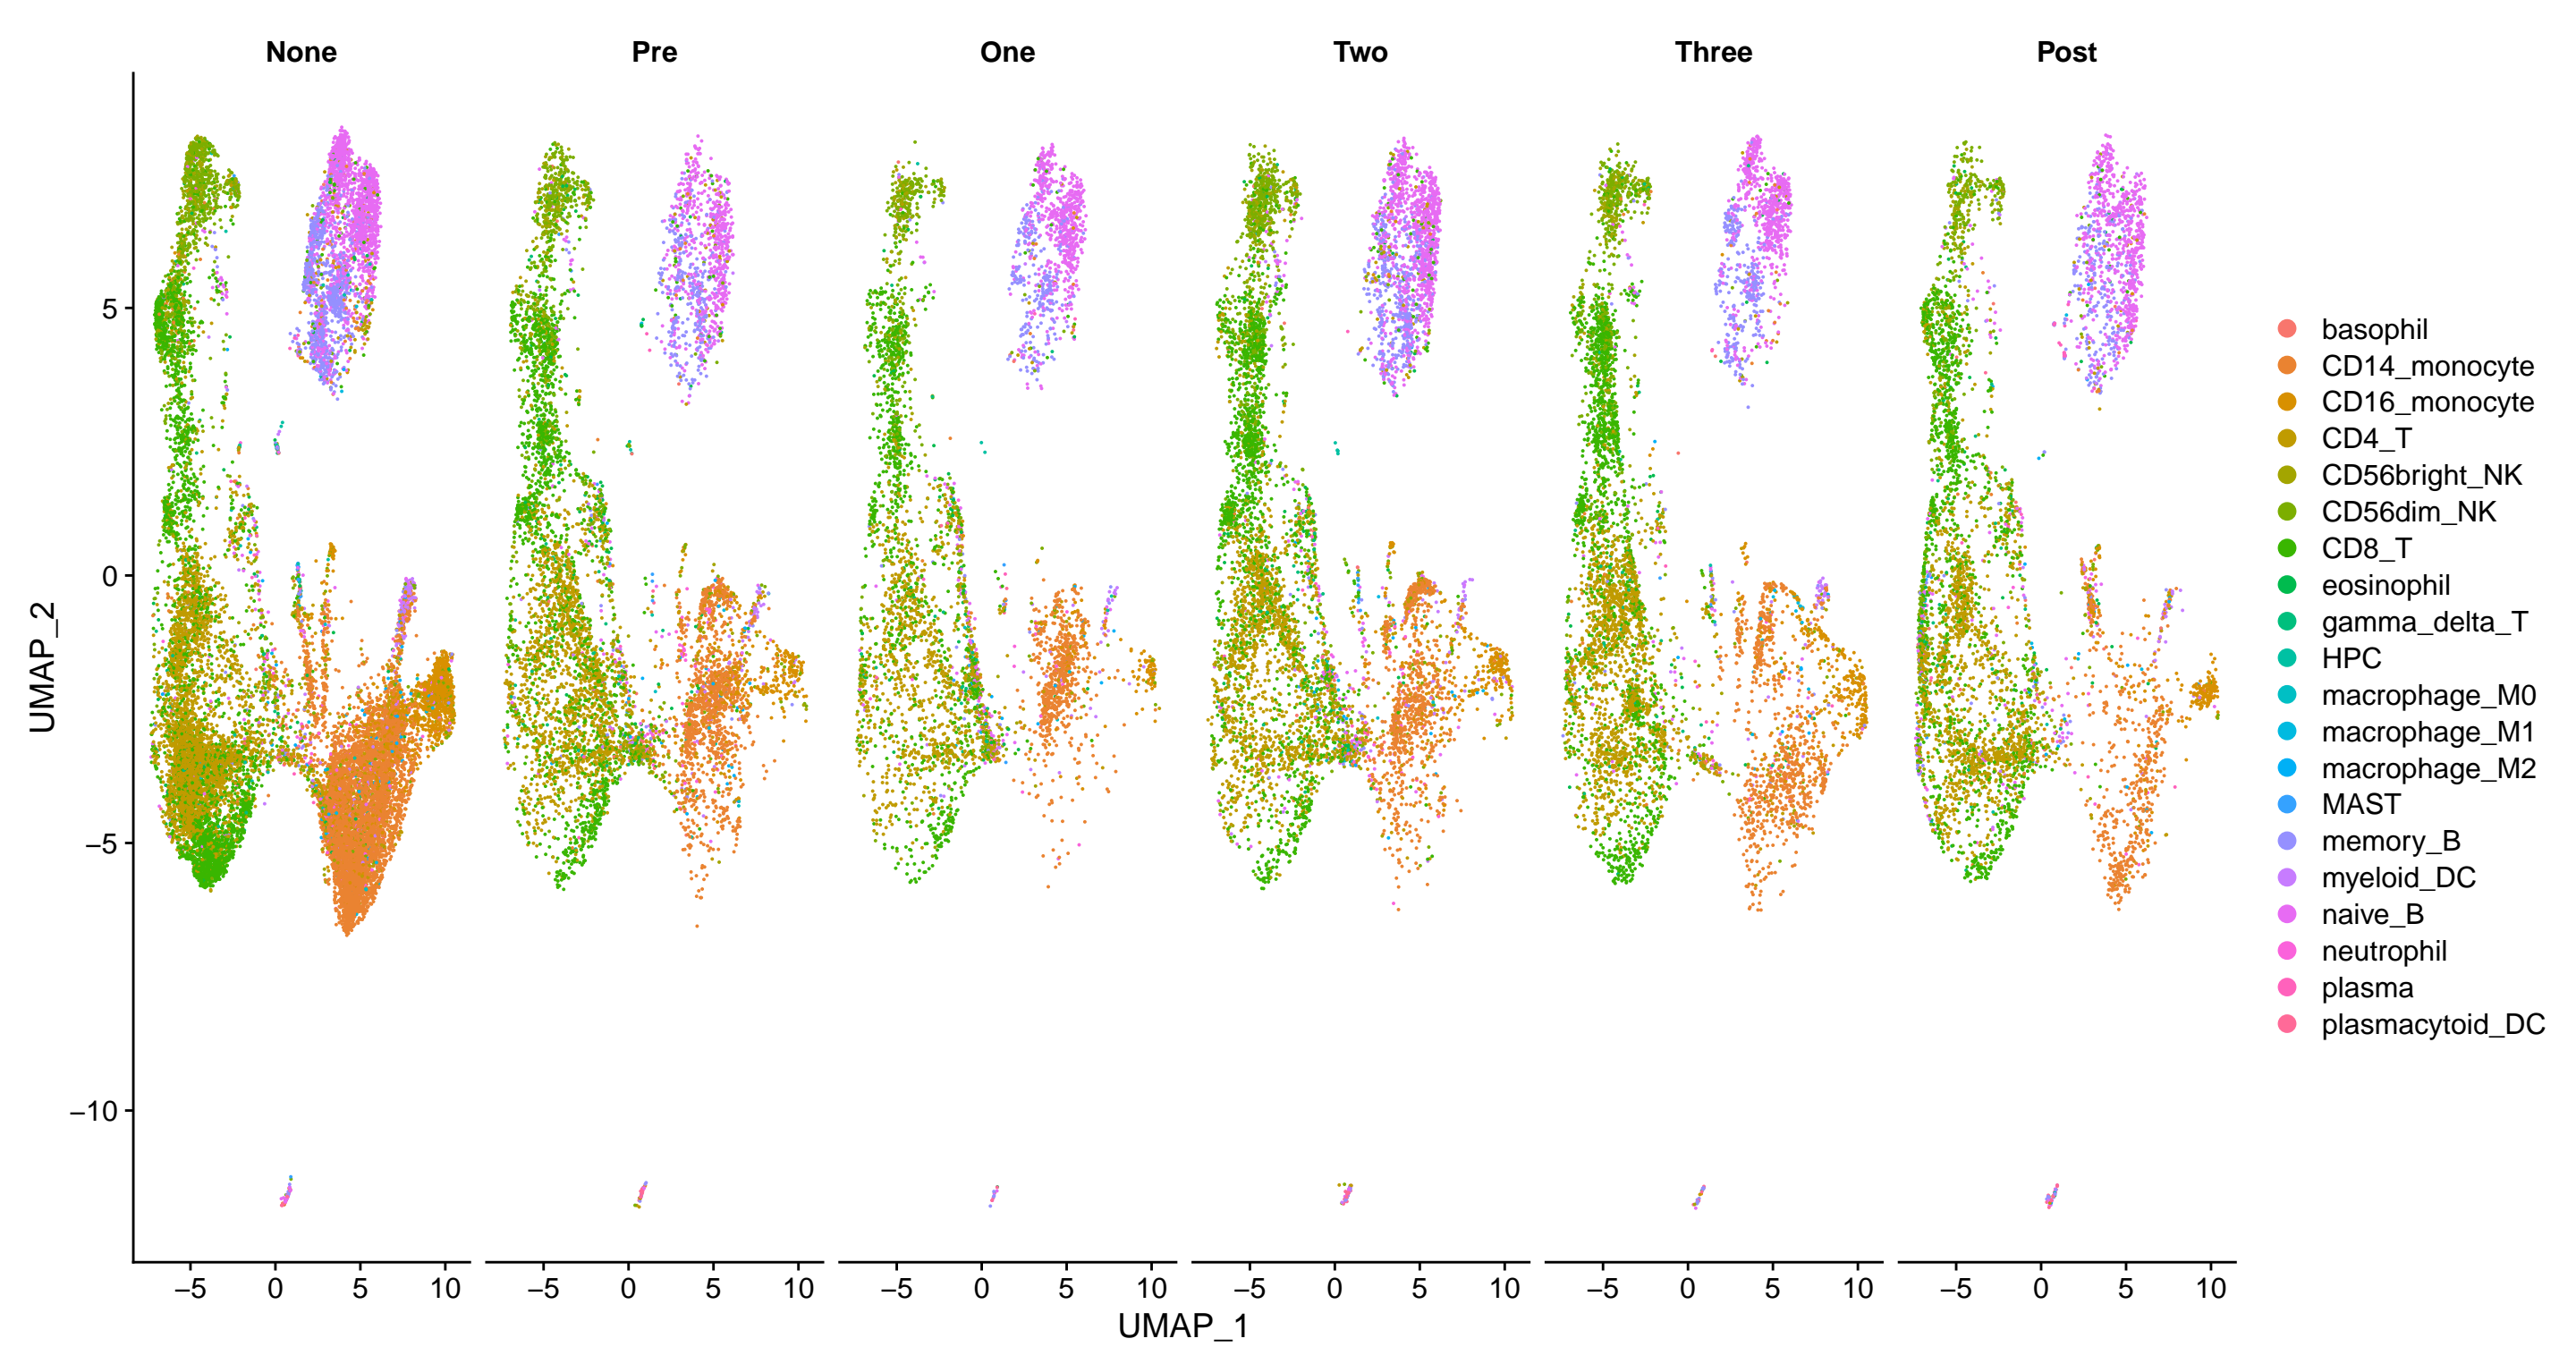 None Pre One Two Three Post
5
0
−5
−10
UMAP_2
−5 0 5 10 −5 0 5 10 −5 0 5 10 −5 0 5 10 −5 0 5 10 −5 0 5 10
UMAP_1
basophil
CD14_monocyte
CD16_monocyte
CD4_T
CD56bright_NK
CD56dim_NK
CD8_T
eosinophil
gamma_delta_T
HPC
macrophage_M0
macrophage_M1
macrophage_M2
MAST
memory_B
myeloid_DC
naive_B
neutrophil
plasma
plasmacytoid_DC